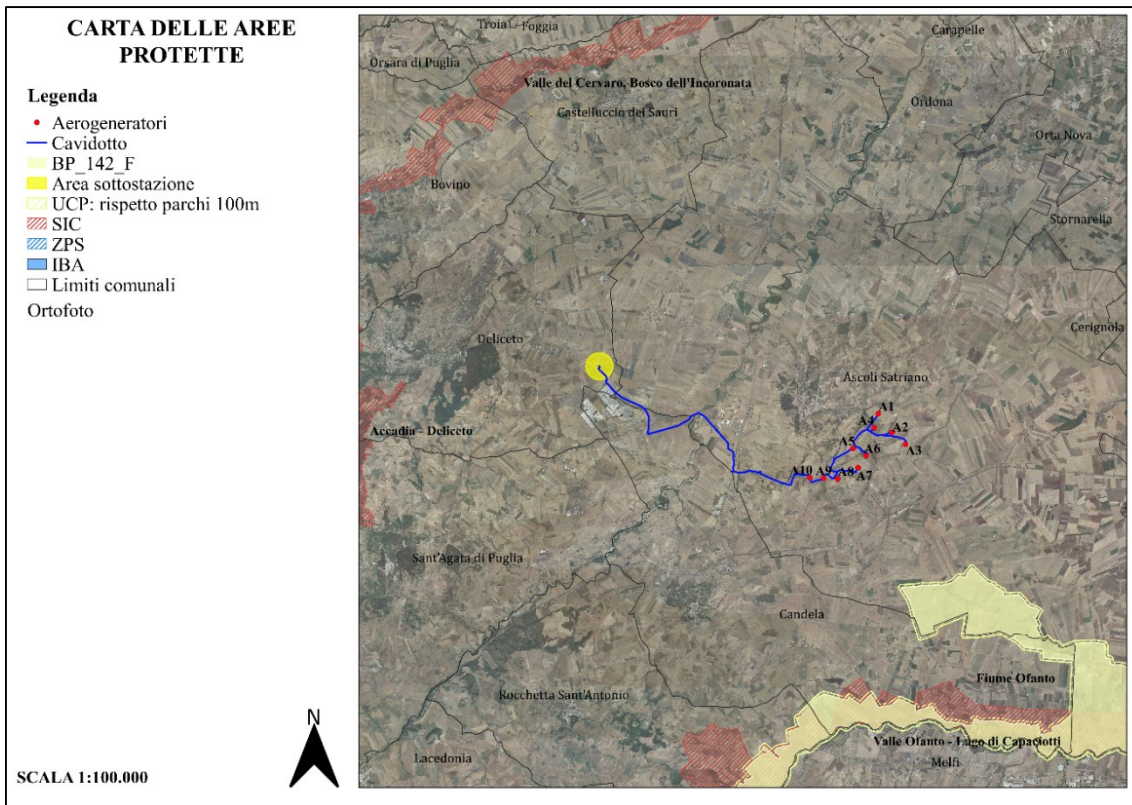 CARTA DELLE AREE
PROTETTE
Legenda
Aerogeneratori
Cavidotto
BP_142_F
Area sottostazione
UCP: rispetto parchi 100m
SIC
ZPS
IBA
Limiti comunali
Ortofoto
N
SCALA 1:100.000
Troia
Foggia
Carapelle
Orsara di Puglia
Valle del Cervaro, Bosco dell'Incoronata
Castelluccio dei Sauri
Ordona
Orta Nova
Bovino
Stornarella
Cerignola
Deliceto
Ascoli Satriano
A1
A4
A2
A3
A5
A6
A10
A9
A8
A7
Accadia - Deliceto
Sant'Agata di Puglia
Candela
Fiume Ofanto
Rocchetta Sant'Antonio
Valle Ofanto - Lago di Capaciotti
Melfi
Lacedonia